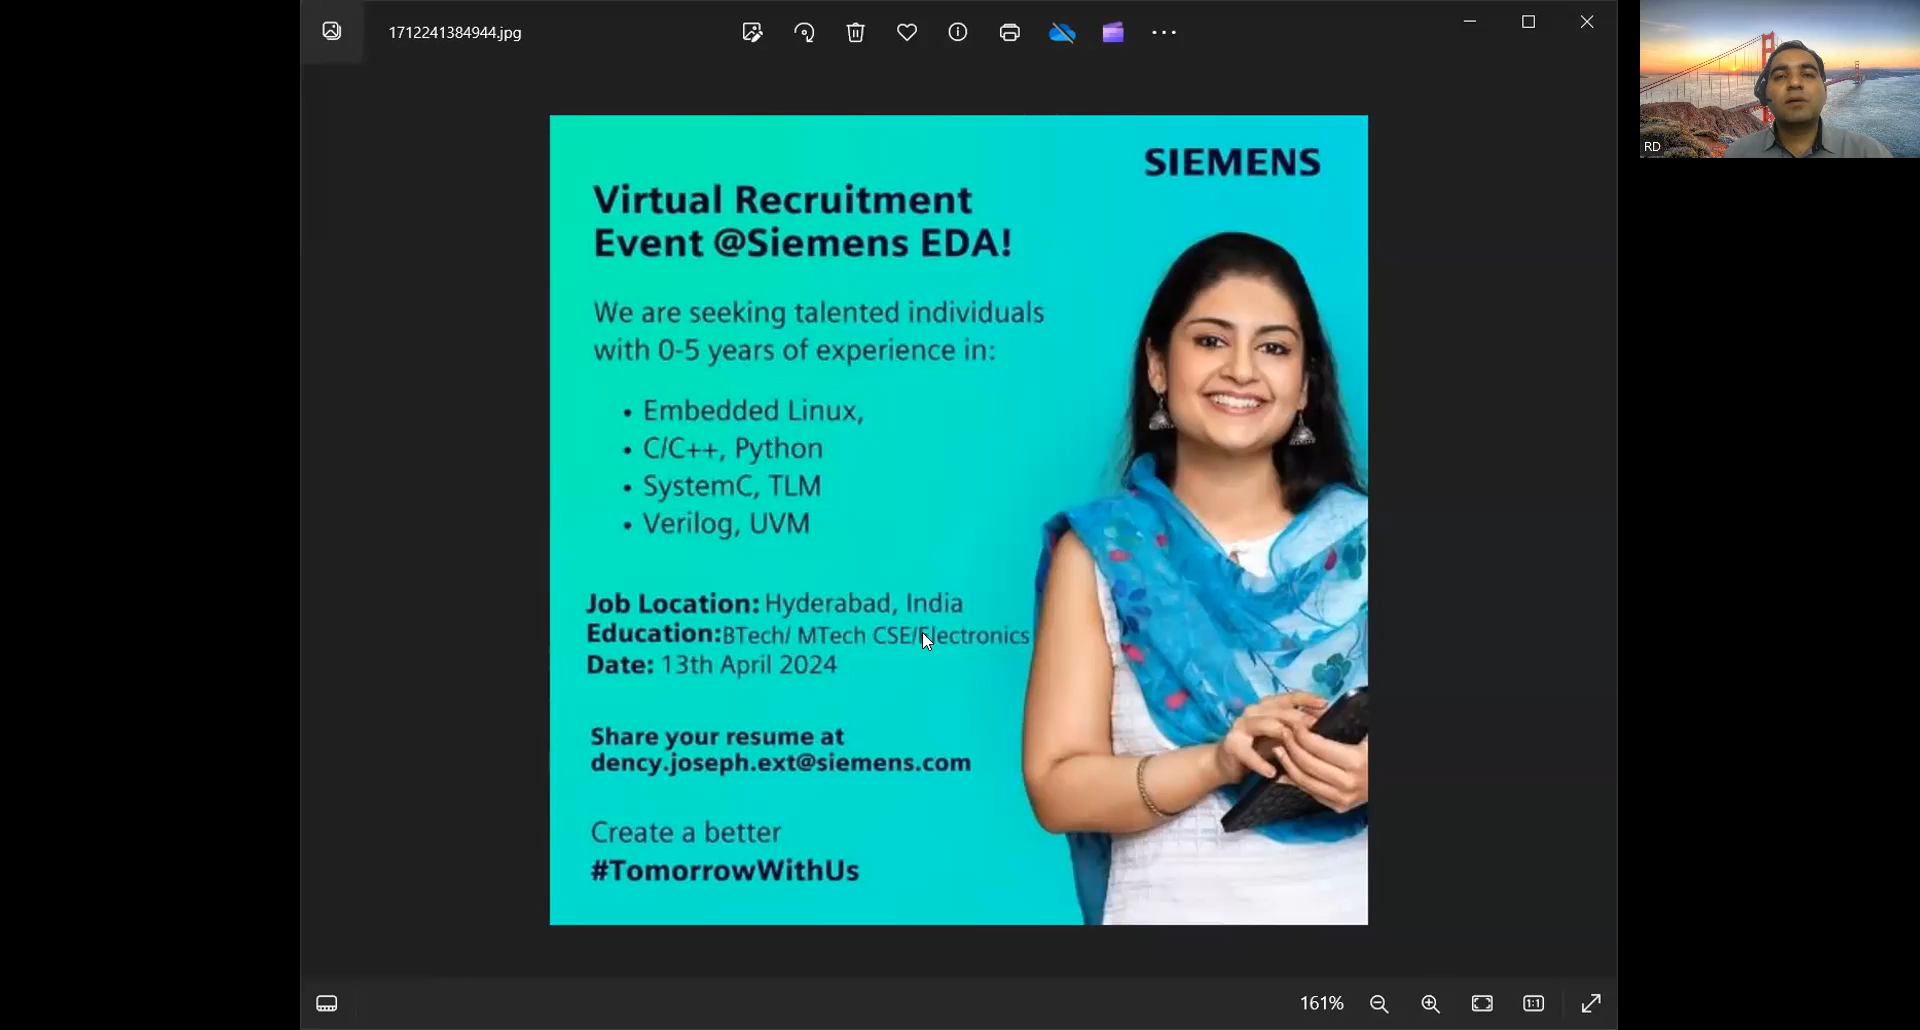 1712241384944.jpg
SIEMENS
Virtual Recruitment
Event @Siemens EDA!
We are seeking talented individuals
with 0-5 years of experience in:
• Embedded Linux,
• C/C++, Python
• SystemC, TLM
• Verilog, UVM
Job Location: Hyderabad, India
Education:BTech/ MTech CSE/Electronics
Date: 13th April 2024
Share your resume at
dency.joseph.ext@siemens.com
Create a better
#TomorrowWithUs
RD
161%
1:1